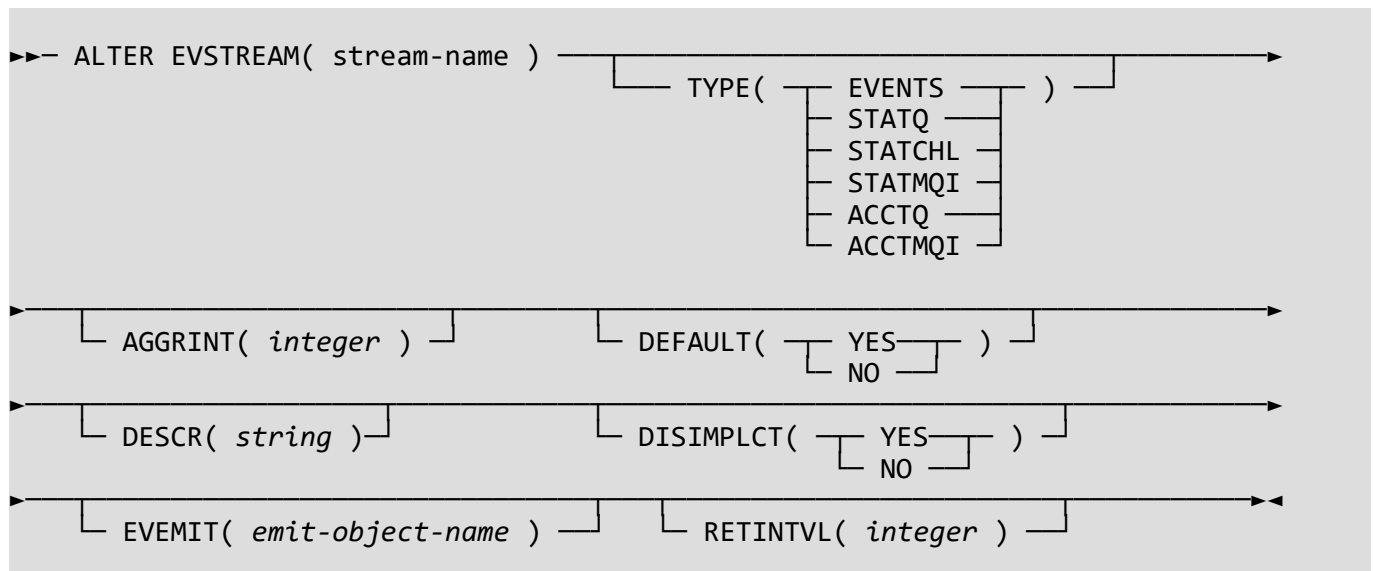 ALTER EVSTREAM( stream-name )
TYPE( EVENTS )
STATQ
STATCHL
STATMQI
ACCTQ
ACCTMQI
AGGRINT( integer ) DEFAULT( YES )
NO
DESCR( string ) DISIMPLCT( YES )
NO
EVEMIT( emit-object-name ) RETINTVL( integer )